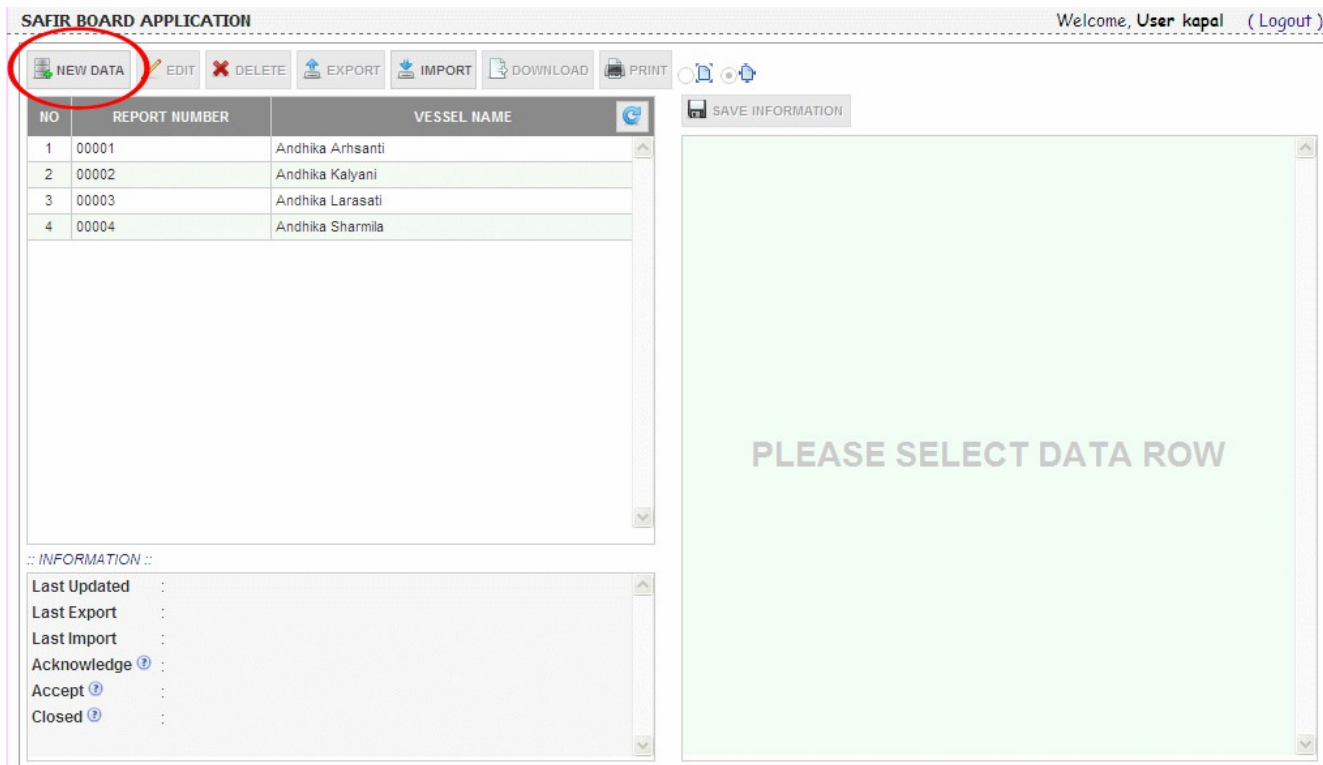 SAFIR BOARD APPLICATION
Welcome, User kapal ( Logout )
NEW DATA EDIT DELETE EXPORT IMPORT DOWNLOAD PRINT
SAVE INFORMATION
NO REPORT NUMBER VESSEL NAME
1 00001 Andhika Arhsanti
2 00002 Andhika Kalyani
3 00003 Andhika Larasati
4 00004 Andhika Sharmila
PLEASE SELECT DATA ROW
:: INFORMATION ::
Last Updated :
Last Export :
Last Import :
Acknowledge ? :
Accept ? :
Closed ? :